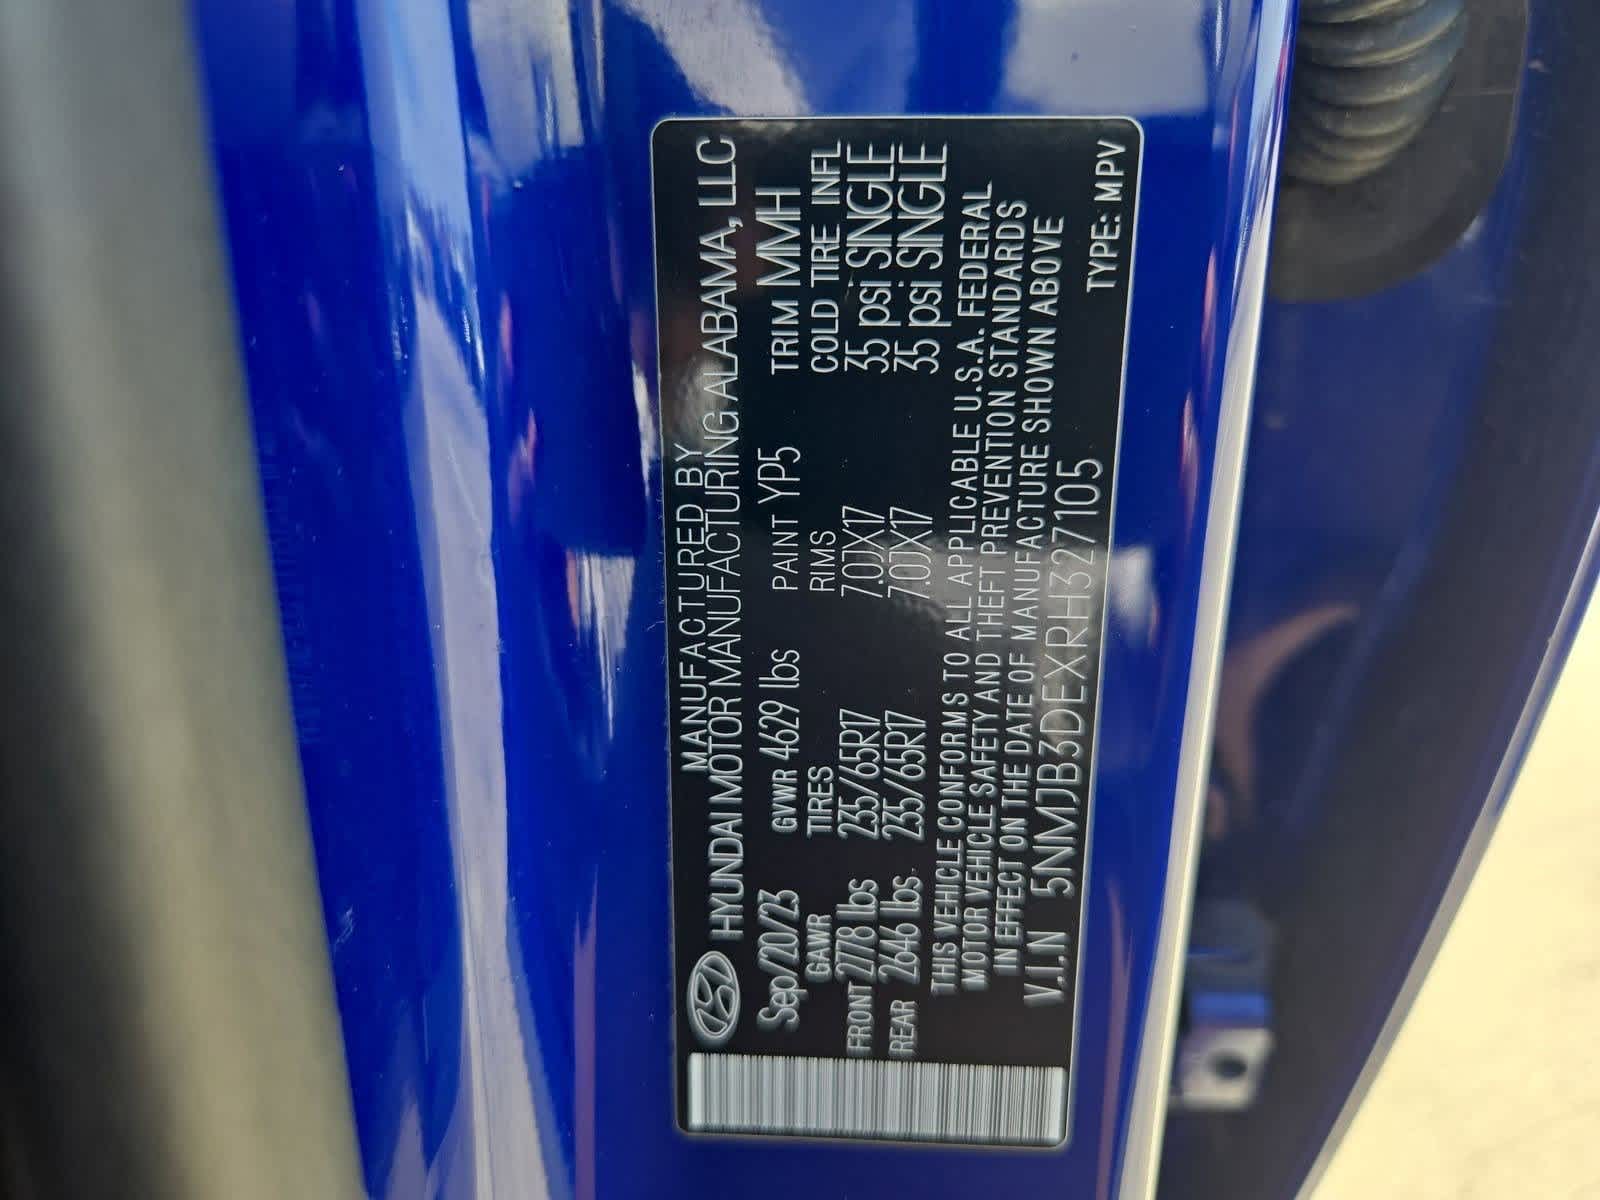 MANUFACTURED BY
HYUNDAI MOTOR MANUFACTURING ALABAMA, LLC
Sep/20/23 GVWR 4629 lbs PAINT YP5 TRIM MMH
GAWR TIRES RIMS COLD TIRE INFL
FRONT 2778 lbs 235/65R17 7.0JX17 35 psi SINGLE
REAR 2646 lbs 235/65R17 7.0JX17 35 psi SINGLE
THIS VEHICLE CONFORMS TO ALL APPLICABLE U.S.A. FEDERAL
MOTOR VEHICLE SAFETY AND THEFT PREVENTION STANDARDS
IN EFFECT ON THE DATE OF MANUFACTURE SHOWN ABOVE
V.I.N 5NMJB3DEXRH327105
TYPE: MPV